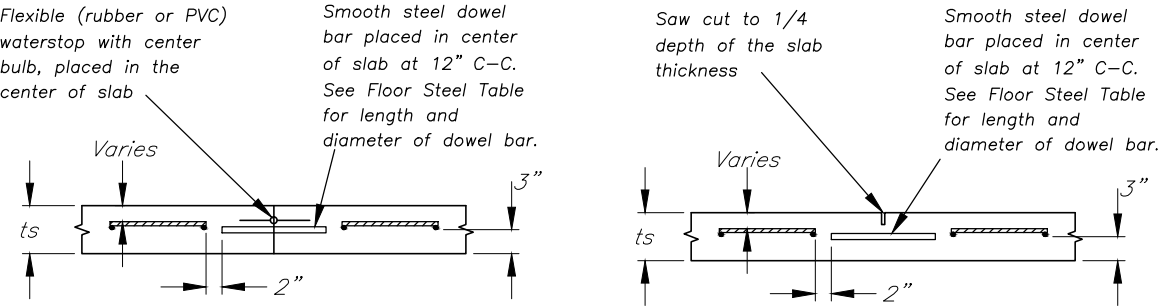 Flexible (rubber or PVC)
waterstop with center
bulb, placed in the
center of slab
Smooth steel dowel
bar placed in center
of slab at 12" C-C.
See Floor Steel Table
for length and
diameter of dowel bar.
Varies
3"
ts
2"
Saw cut to 1/4
depth of the slab
thickness
Smooth steel dowel
bar placed in center
of slab at 12" C-C.
See Floor Steel Table
for length and
diameter of dowel bar.
Varies
3"
ts
2"